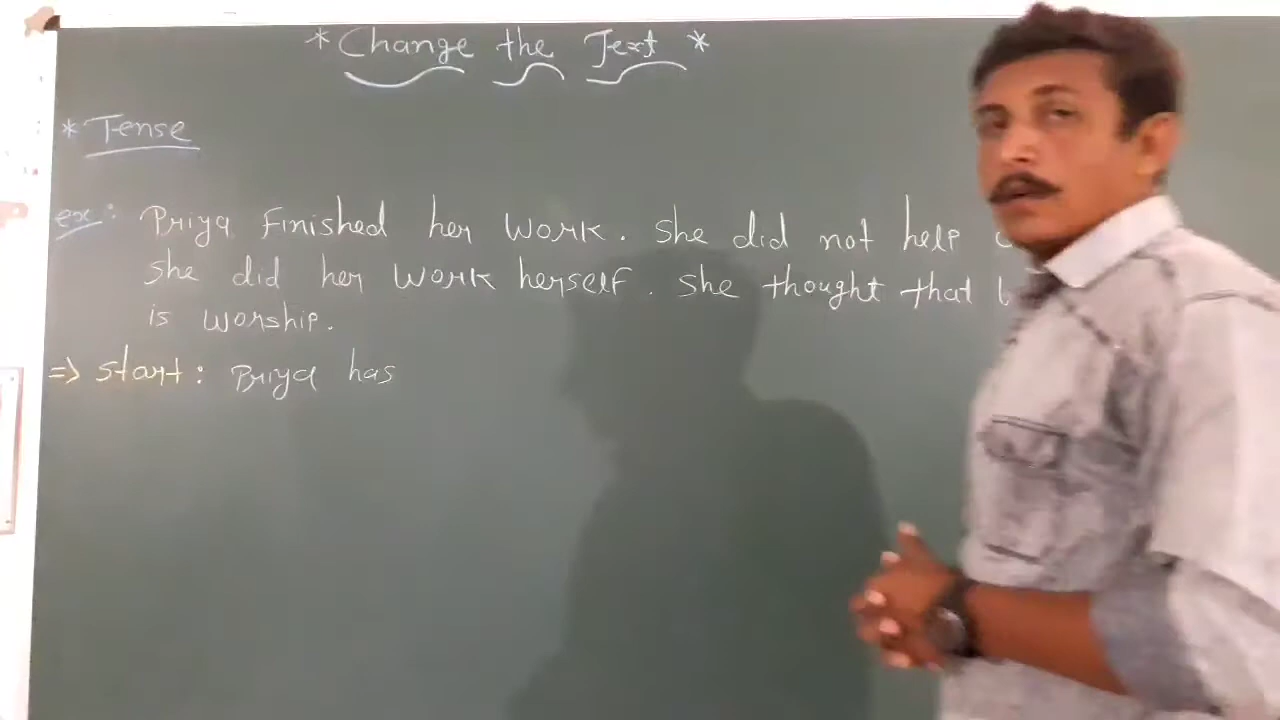 * Change the Text *
* Tense
ex: Priya Finished her work. She did not help
She did her work herself. She thought that
is worship.
⇒ start: Priya has